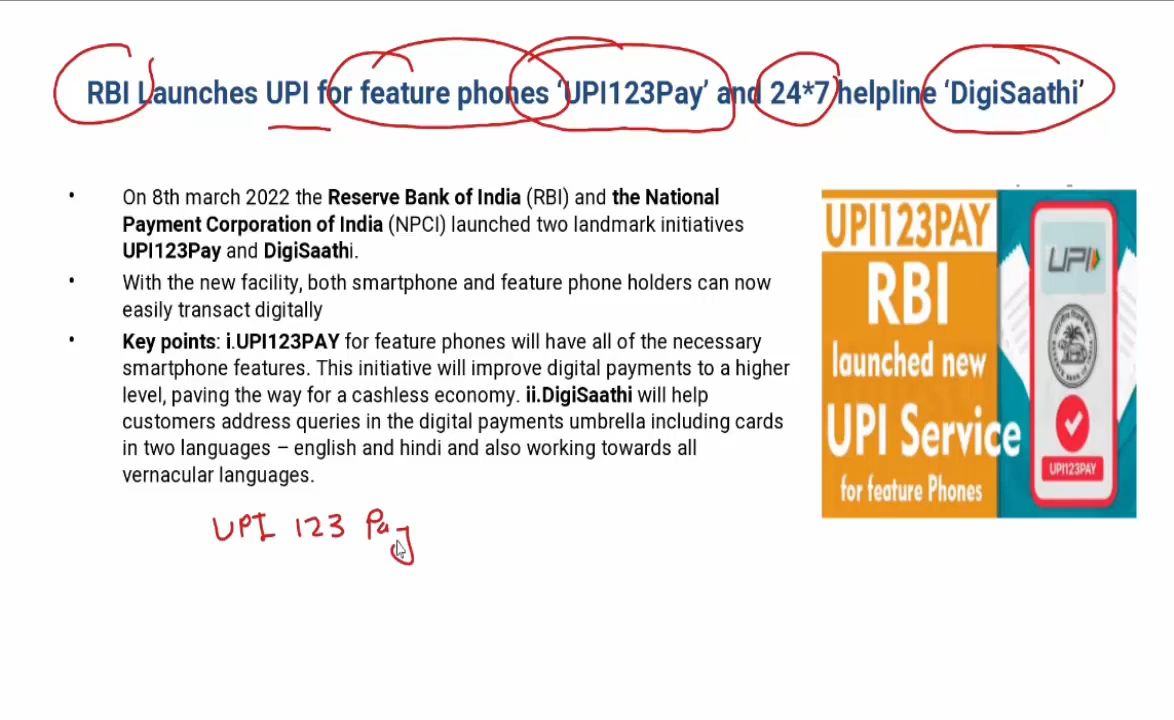 RBI Launches UPI for feature phones ‘UPI123Pay’ and 24*7 helpline ‘DigiSaathi’
• On 8th march 2022 the Reserve Bank of India (RBI) and the National
Payment Corporation of India (NPCI) launched two landmark initiatives
UPI123Pay and DigiSaathi.
• With the new facility, both smartphone and feature phone holders can now
easily transact digitally
• Key points: i.UPI123PAY for feature phones will have all of the necessary
smartphone features. This initiative will improve digital payments to a higher
level, paving the way for a cashless economy. ii.DigiSaathi will help
customers address queries in the digital payments umbrella including cards
in two languages – english and hindi and also working towards all
vernacular languages.
UPI 123 Pay
UPI123PAY
RBI
launched new
UPI Service
for feature Phones
UPI
UPI123PAY